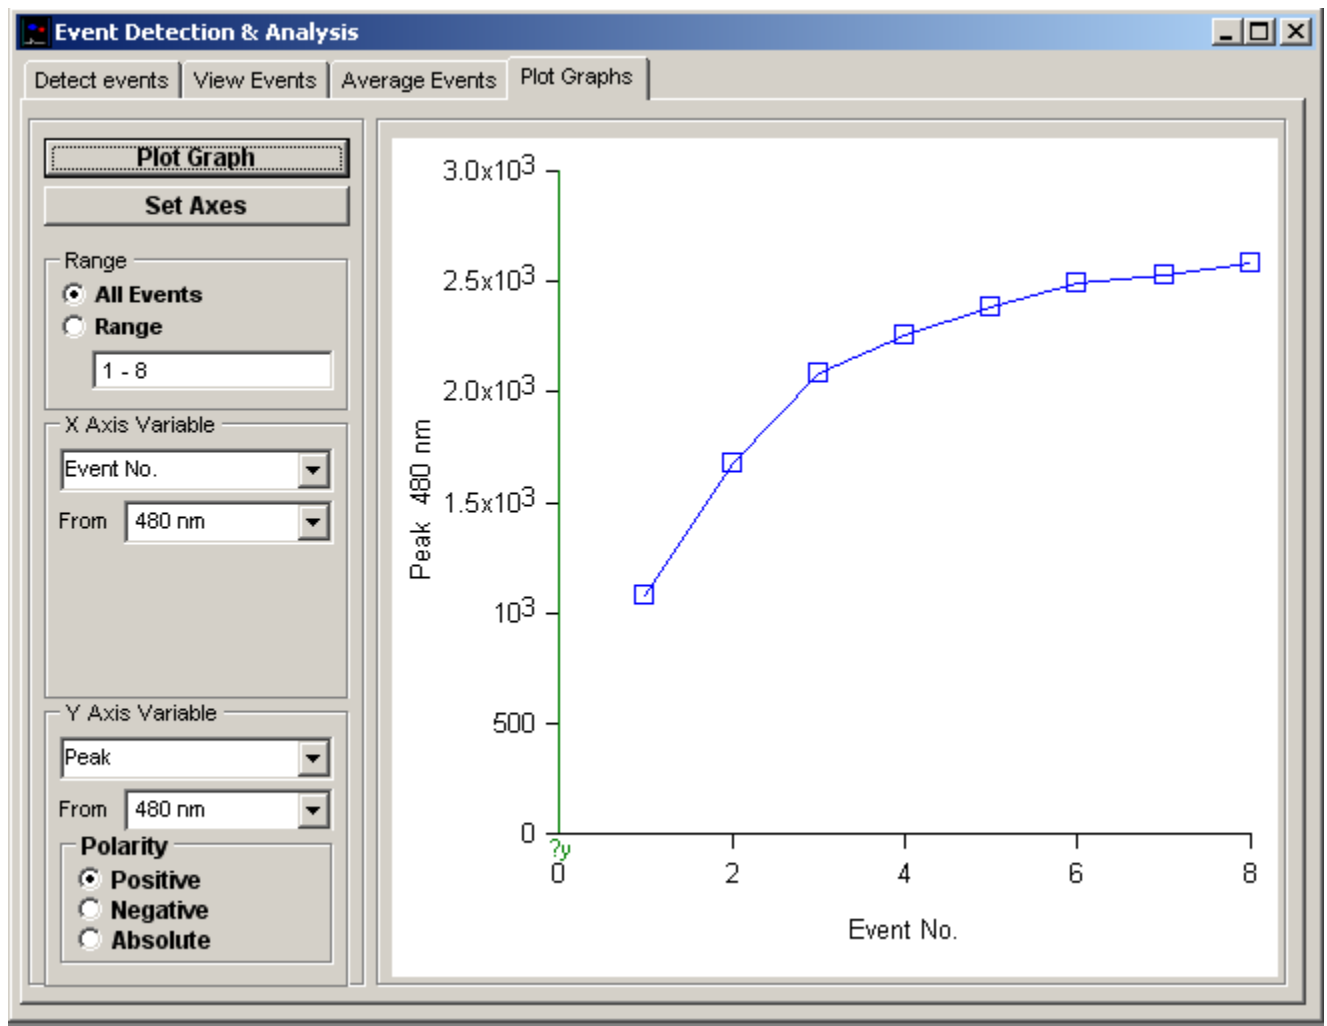 Event Detection & Analysis
Detect events
View Events
Average Events
Plot Graphs
Plot Graph
Set Axes
Range
All Events
Range
1 - 8
X Axis Variable
Event No.
From 480 nm
Y Axis Variable
Peak
From 480 nm
Polarity
Positive
Negative
Absolute
3.0x10³
2.5x10³
2.0x10³
1.5x10³
10³
500
0
Peak 480 nm
?y
0 2 4 6 8
Event No.